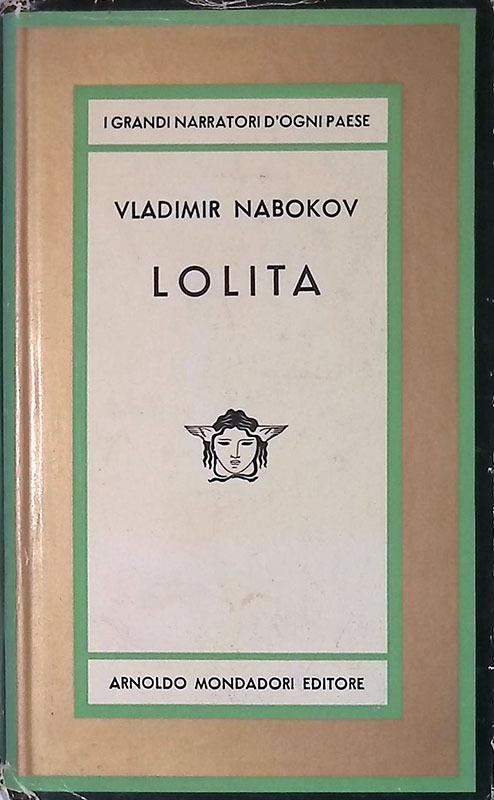 I GRANDI NARRATORI D'OGNI PAESE
VLADIMIR NABOKOV
LOLITA
ARNOLDO MONDADORI EDITORE